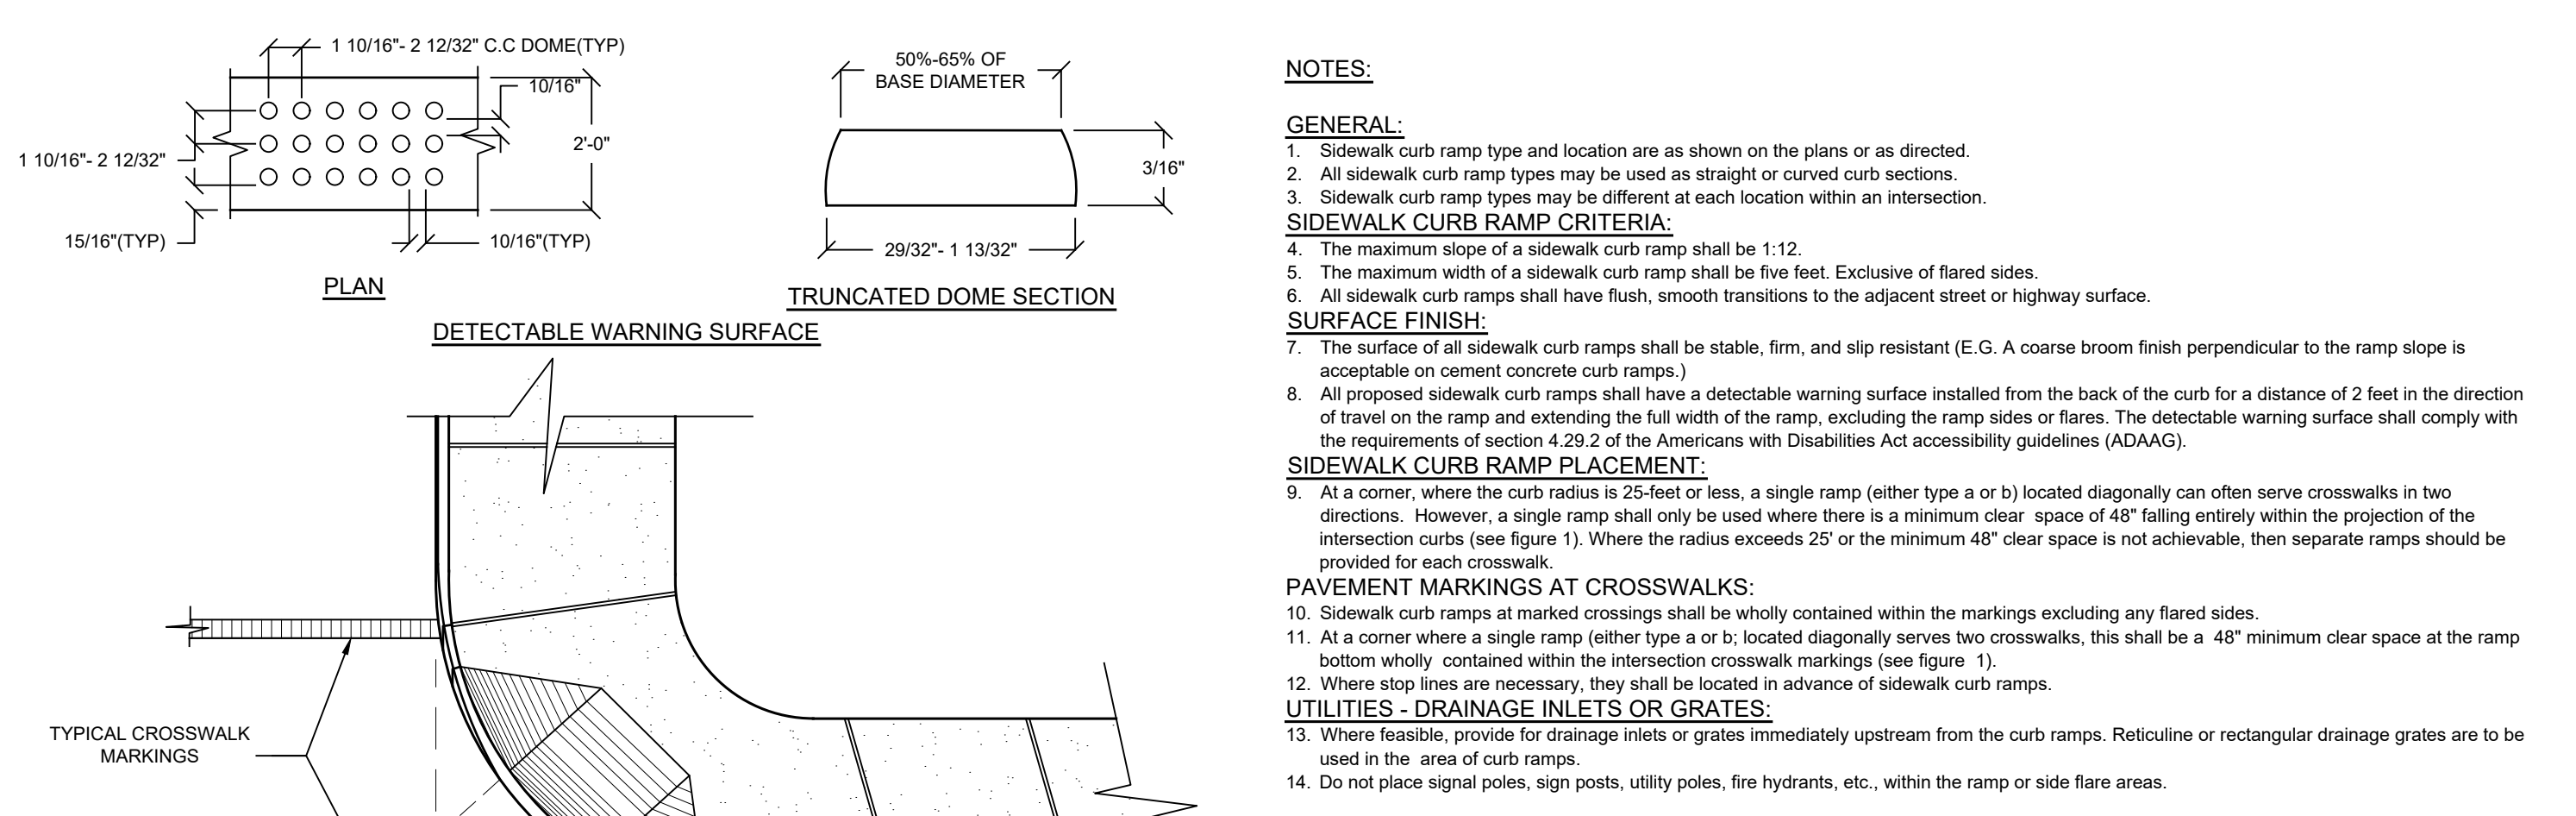 1 10/16"- 2 12/32" C.C DOME(TYP)
10/16"
2'-0"
1 10/16"- 2 12/32"
15/16"(TYP)
10/16"(TYP)
PLAN
50%-65% OF
BASE DIAMETER
3/16"
29/32"- 1 13/32"
TRUNCATED DOME SECTION
DETECTABLE WARNING SURFACE
TYPICAL CROSSWALK
MARKINGS
NOTES:
GENERAL:
1. Sidewalk curb ramp type and location are as shown on the plans or as directed.
2. All sidewalk curb ramp types may be used as straight or curved curb sections.
3. Sidewalk curb ramp types may be different at each location within an intersection.
SIDEWALK CURB RAMP CRITERIA:
4. The maximum slope of a sidewalk curb ramp shall be 1:12.
5. The maximum width of a sidewalk curb ramp shall be five feet. Exclusive of flared sides.
6. All sidewalk curb ramps shall have flush, smooth transitions to the adjacent street or highway surface.
SURFACE FINISH:
7. The surface of all sidewalk curb ramps shall be stable, firm, and slip resistant (E.G. A coarse broom finish perpendicular to the ramp slope is
acceptable on cement concrete curb ramps.)
8. All proposed sidewalk curb ramps shall have a detectable warning surface installed from the back of the curb for a distance of 2 feet in the direction
of travel on the ramp and extending the full width of the ramp, excluding the ramp sides or flares. The detectable warning surface shall comply with
the requirements of section 4.29.2 of the Americans with Disabilities Act accessibility guidelines (ADAAG).
SIDEWALK CURB RAMP PLACEMENT:
9. At a corner, where the curb radius is 25-feet or less, a single ramp (either type a or b) located diagonally can often serve crosswalks in two
directions. However, a single ramp shall only be used where there is a minimum clear space of 48" falling entirely within the projection of the
intersection curbs (see figure 1). Where the radius exceeds 25' or the minimum 48" clear space is not achievable, then separate ramps should be
provided for each crosswalk.
PAVEMENT MARKINGS AT CROSSWALKS:
10. Sidewalk curb ramps at marked crossings shall be wholly contained within the markings excluding any flared sides.
11. At a corner where a single ramp (either type a or b; located diagonally serves two crosswalks, this shall be a 48" minimum clear space at the ramp
bottom wholly contained within the intersection crosswalk markings (see figure 1).
12. Where stop lines are necessary, they shall be located in advance of sidewalk curb ramps.
UTILITIES - DRAINAGE INLETS OR GRATES:
13. Where feasible, provide for drainage inlets or grates immediately upstream from the curb ramps. Reticuline or rectangular drainage grates are to be
used in the area of curb ramps.
14. Do not place signal poles, sign posts, utility poles, fire hydrants, etc., within the ramp or side flare areas.